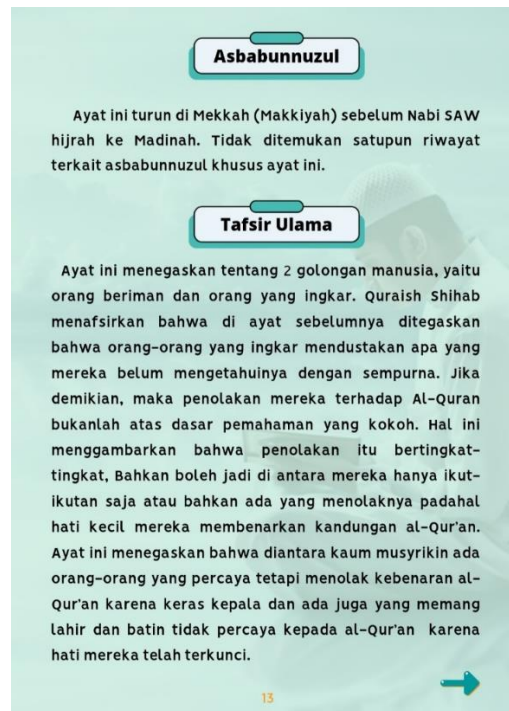 Asbabunnuzul
Ayat ini turun di Mekkah (Makkiyah) sebelum Nabi SAW
hijrah ke Madinah. Tidak ditemukan satupun riwayat
terkait asbabunnuzul khusus ayat ini.
Tafsir Ulama
Ayat ini menegaskan tentang 2 golongan manusia, yaitu
orang beriman dan orang yang ingkar. Quraish Shihab
menafsirkan bahwa di ayat sebelumnya ditegaskan
bahwa orang-orang yang ingkar mendustakan apa yang
mereka belum mengetahuinya dengan sempurna. Jika
demikian, maka penolakan mereka terhadap Al-Quran
bukanlah atas dasar pemahaman yang kokoh. Hal ini
menggambarkan bahwa penolakan itu bertingkat-
tingkat, Bahkan boleh jadi di antara mereka hanya ikut-
ikutan saja atau bahkan ada yang menolaknya padahal
hati kecil mereka membenarkan kandungan al-Qur'an.
Ayat ini menegaskan bahwa diantara kaum musyrikin ada
orang-orang yang percaya tetapi menolak kebenaran al-
Qur'an karena keras kepala dan ada juga yang memang
lahir dan batin tidak percaya kepada al-Qur'an karena
hati mereka telah terkunci.
13